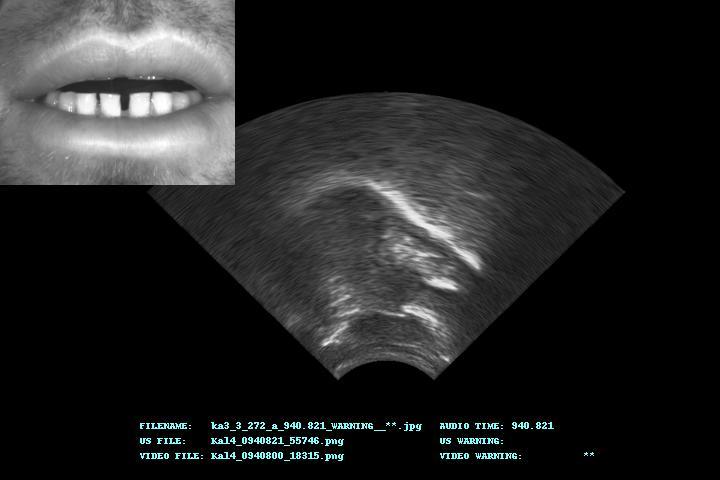 FILENAME: ka3_3_272_a_940.821_WARNING__**.jpg AUDIO TIME: 940.821
US FILE: Kal4_0940821_55746.png US WARNING:
VIDEO FILE: Kal4_0940800_18315.png VIDEO WARNING: **